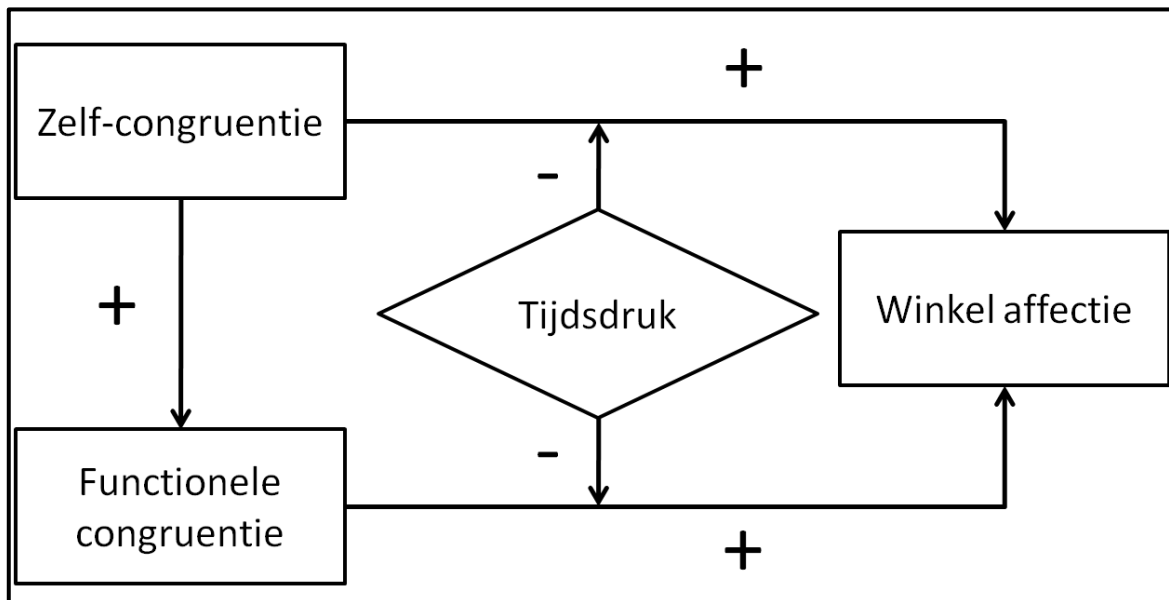 +
Zelf-congruentie
-
+
Tijdsdruk
Winkel affectie
-
Functionele
congruentie
+